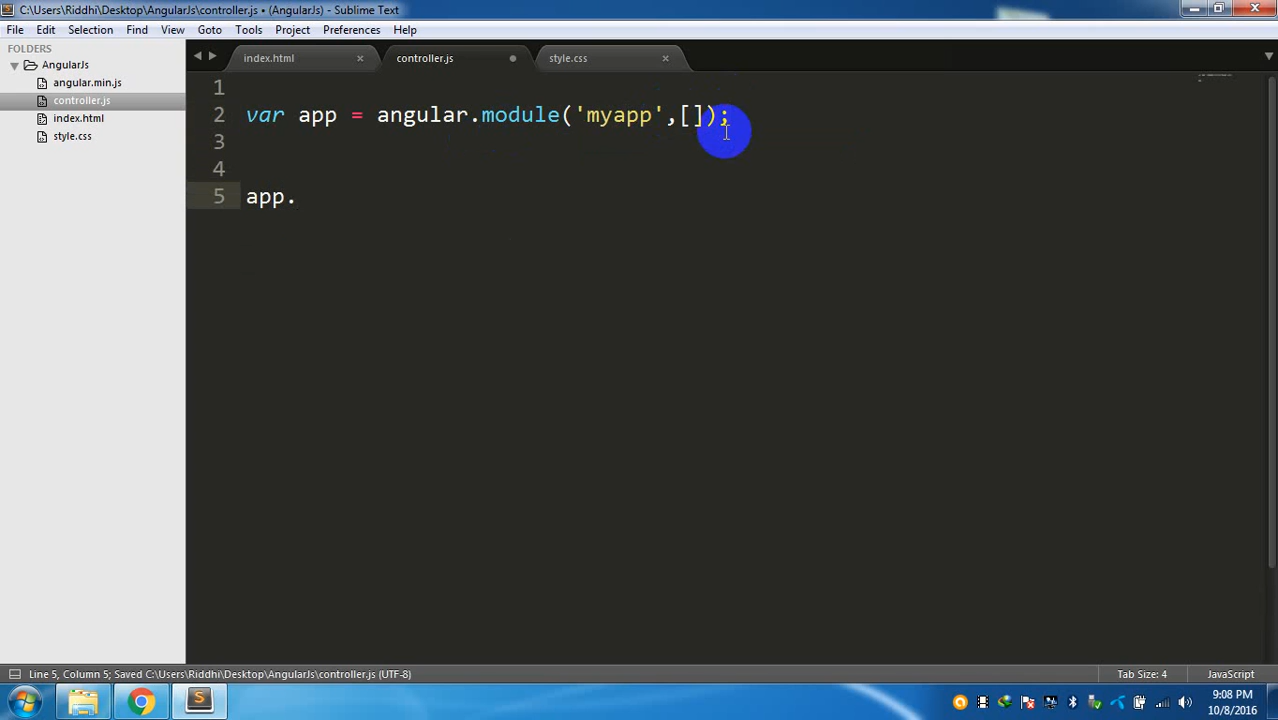 C:\Users\Riddhi\Desktop\AngularJs\controller.js • (AngularJs) - Sublime Text
File Edit Selection Find View Goto Tools Project Preferences Help
FOLDERS
AngularJs
angular.min.js
controller.js
index.html
style.css
index.html × controller.js style.css ×
1
2 var app = angular.module('myapp',[]);
3
4
5 app.
Line 5, Column 5; Saved C:\Users\Riddhi\Desktop\AngularJs\controller.js (UTF-8) Tab Size: 4 JavaScript
9:08 PM
10/8/2016